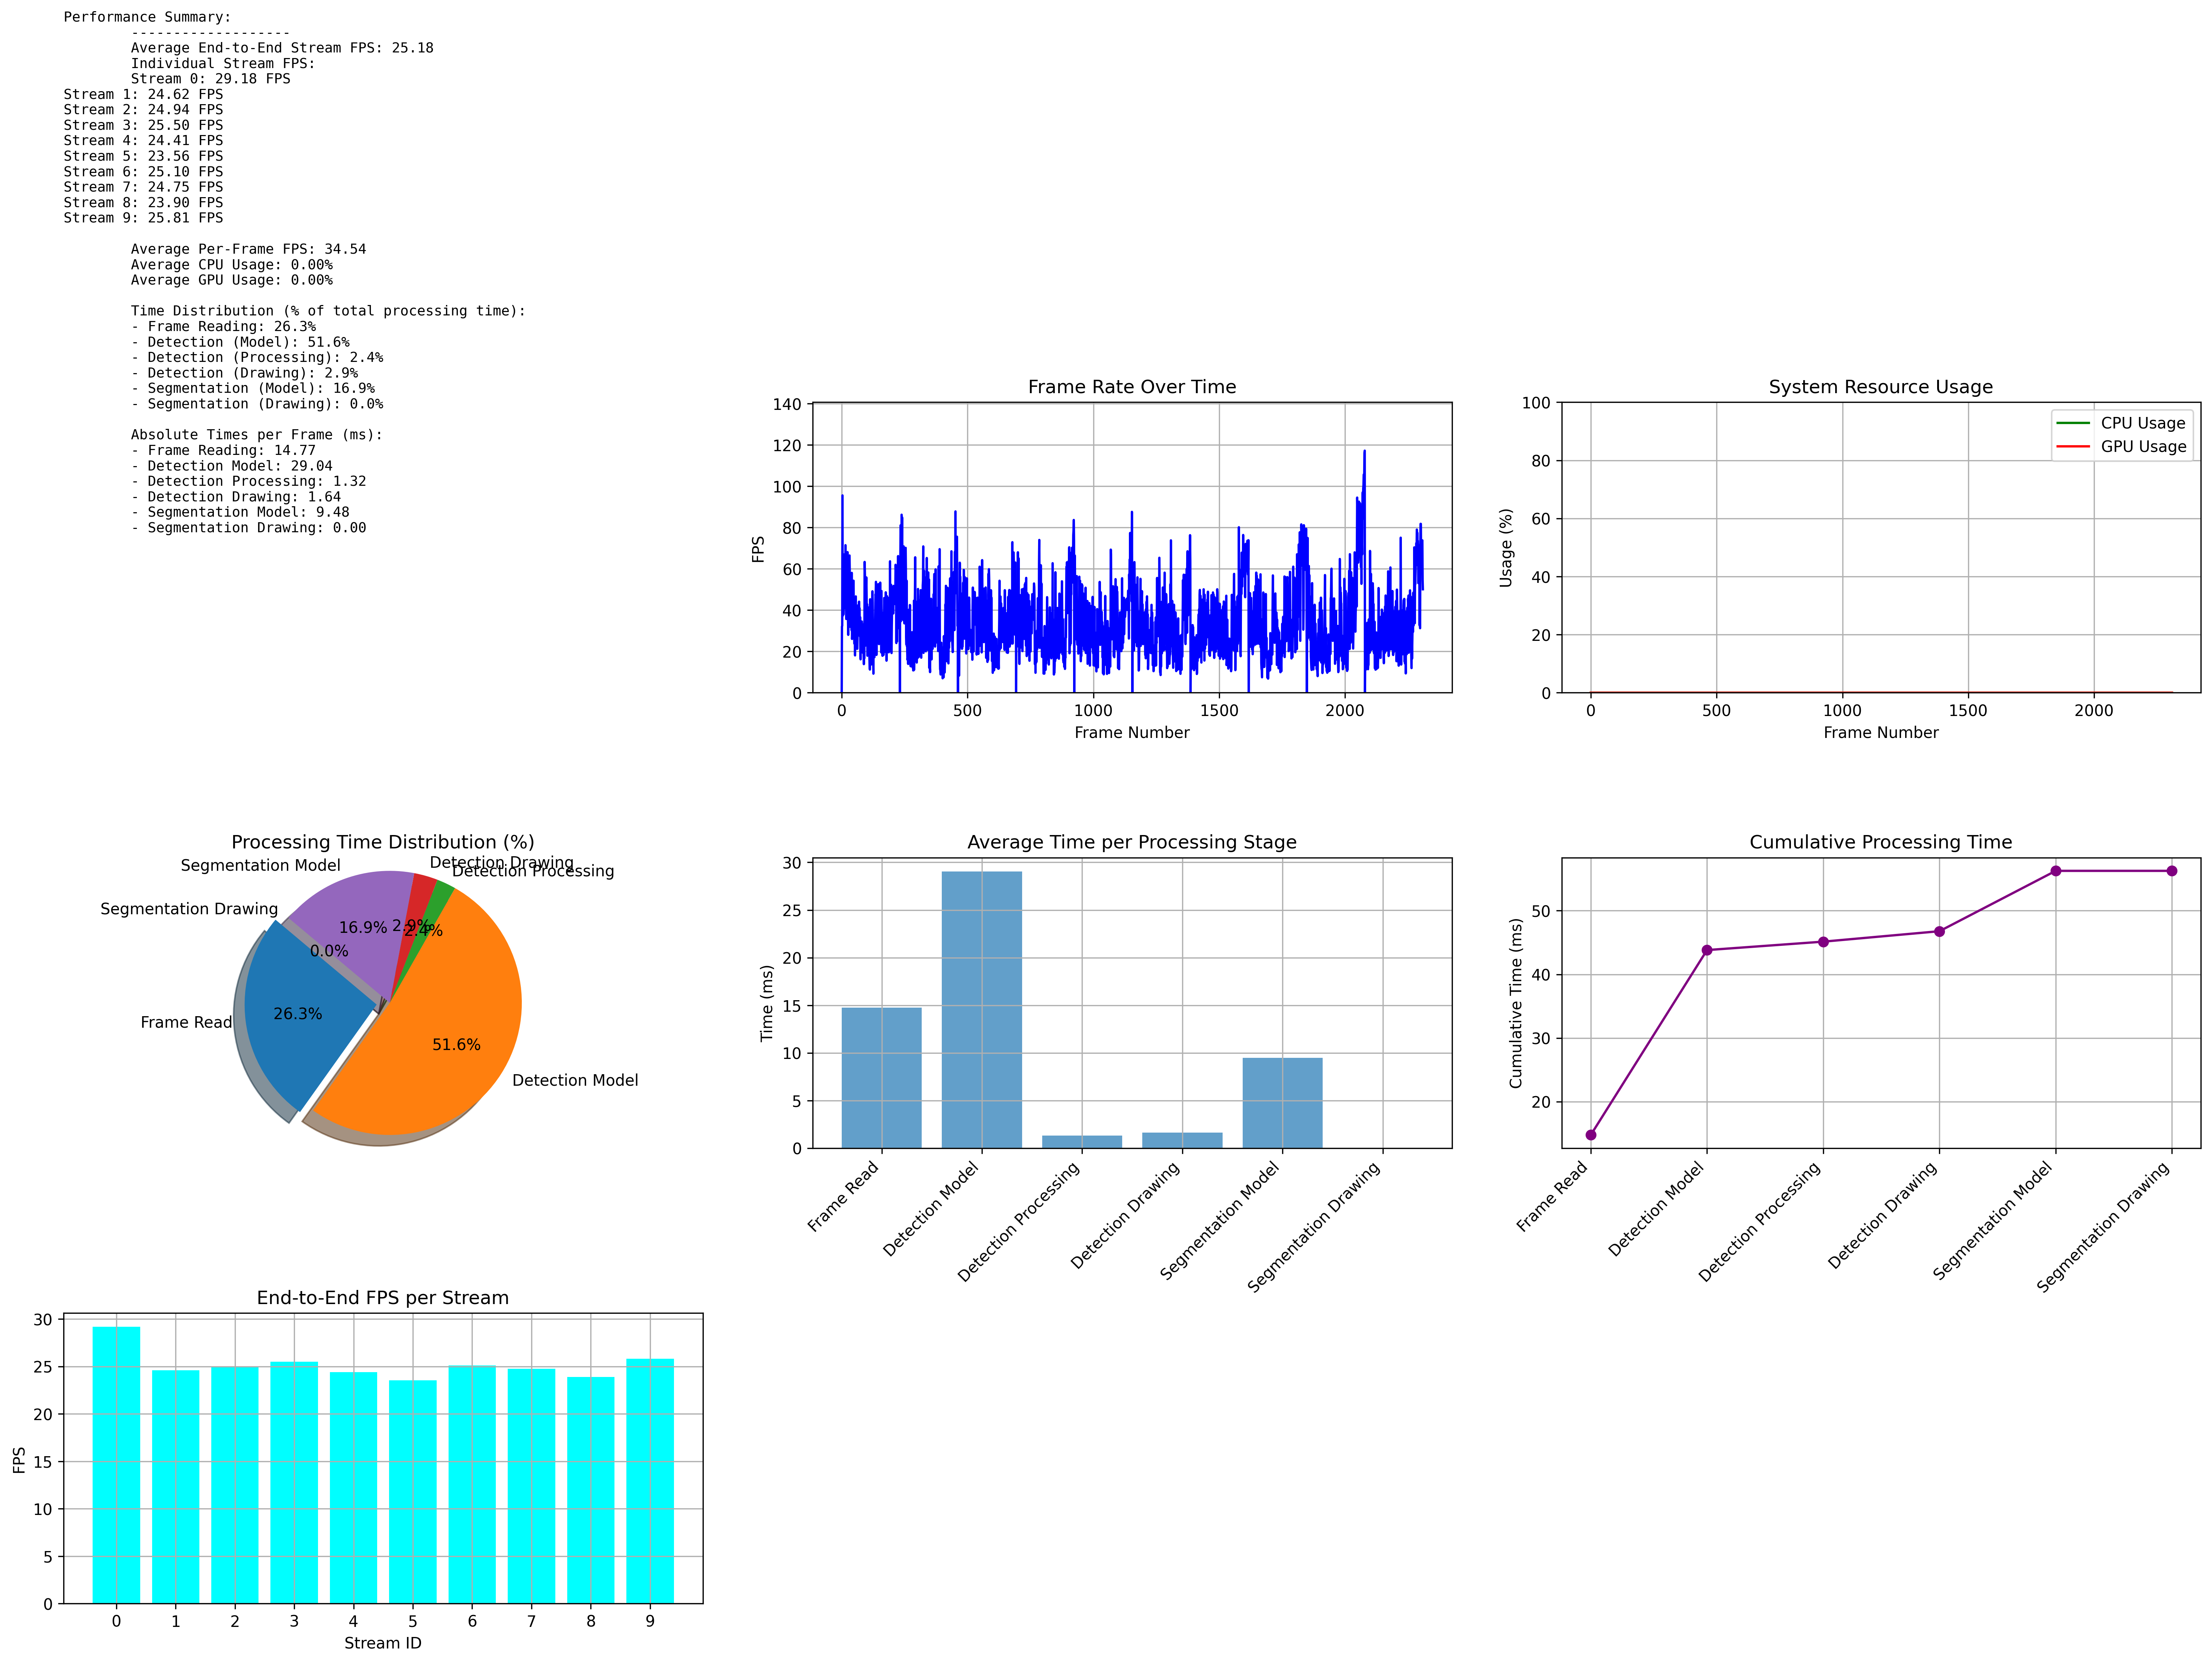 Performance Summary:
-------------------
Average End-to-End Stream FPS: 25.18
Individual Stream FPS:
Stream 0: 29.18 FPS
Stream 1: 24.62 FPS
Stream 2: 24.94 FPS
Stream 3: 25.50 FPS
Stream 4: 24.41 FPS
Stream 5: 23.56 FPS
Stream 6: 25.10 FPS
Stream 7: 24.75 FPS
Stream 8: 23.90 FPS
Stream 9: 25.81 FPS
Average Per-Frame FPS: 34.54
Average CPU Usage: 0.00%
Average GPU Usage: 0.00%
Time Distribution (% of total processing time):
- Frame Reading: 26.3%
- Detection (Model): 51.6%
- Detection (Processing): 2.4%
- Detection (Drawing): 2.9%
- Segmentation (Model): 16.9%
- Segmentation (Drawing): 0.0%
Absolute Times per Frame (ms):
- Frame Reading: 14.77
- Detection Model: 29.04
- Detection Processing: 1.32
- Detection Drawing: 1.64
- Segmentation Model: 9.48
- Segmentation Drawing: 0.00
Frame Rate Over Time
FPS
140
120
100
80
60
40
20
0
0 500 1000 1500 2000
Frame Number
System Resource Usage
CPU Usage
GPU Usage
Usage (%)
100
80
60
40
20
0
0 500 1000 1500 2000
Frame Number
Processing Time Distribution (%)
Segmentation Model
Detection Drawing
Detection Processing
Segmentation Drawing
Frame Read
Detection Model
16.9%
2.9%
2.4%
0.0%
26.3%
51.6%
Average Time per Processing Stage
Time (ms)
30
25
20
15
10
5
0
Frame Read
Detection Model
Detection Processing
Detection Drawing
Segmentation Model
Segmentation Drawing
Cumulative Processing Time
Cumulative Time (ms)
50
40
30
20
Frame Read
Detection Model
Detection Processing
Detection Drawing
Segmentation Model
Segmentation Drawing
End-to-End FPS per Stream
FPS
30
25
20
15
10
5
0
0 1 2 3 4 5 6 7 8 9
Stream ID